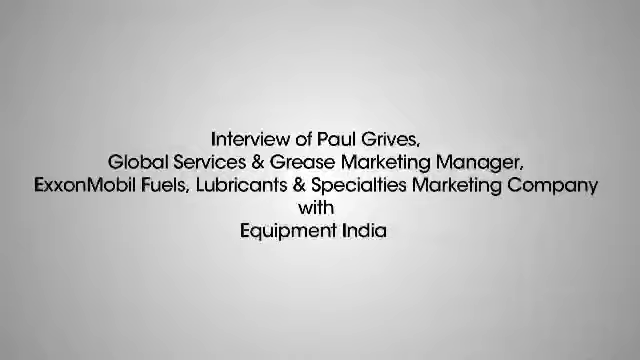 Interview of Paul Grives,
Global Services & Grease Marketing Manager,
ExxonMobil Fuels, Lubricants & Specialties Marketing Company
with
Equipment India